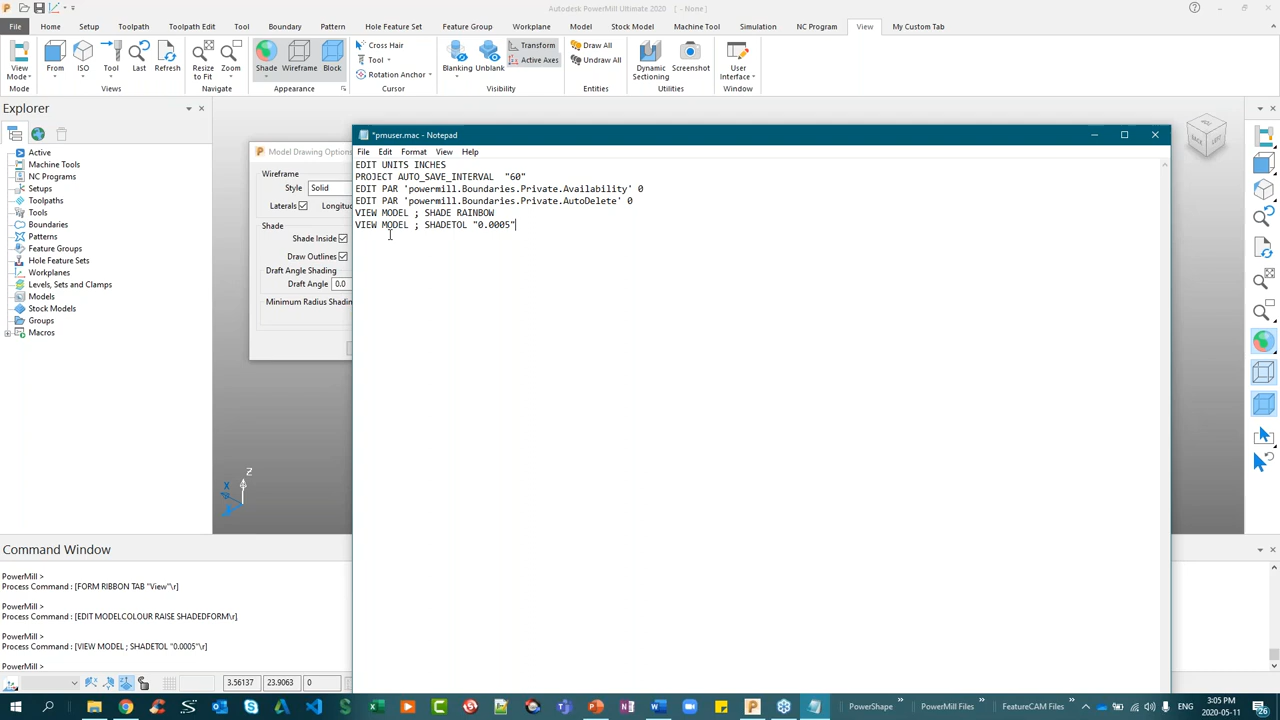 Autodesk PowerMill Ultimate 2020 [ - None ]
File Home Setup Toolpath Toolpath Edit Tool Boundary Pattern Hole Feature Set Feature Group Workplane Model Stock Model Machine Tool Simulation NC Program View My Custom Tab
View Mode From ISO Tool Last Refresh Resize to Fit Zoom Shade Wireframe Block
Cross Hair
Tool
Rotation Anchor
Blanking Unblank
Transform
Active Axes
Draw All
Undraw All
Dynamic Sectioning Screenshot User Interface
Mode Views Navigate Appearance Cursor Visibility Entities Utilities Window
Explorer
Active
Machine Tools
NC Programs
Setups
Toolpaths
Tools
Boundaries
Patterns
Feature Groups
Hole Feature Sets
Workplanes
Levels, Sets and Clamps
Models
Stock Models
Groups
Macros
Model Drawing Options
Wireframe
Style Solid
Laterals Longitud
Shade
Shade Inside
Draw Outlines
Draft Angle Shading
Draft Angle 0.0
Minimum Radius Shadin
*pmuser.mac - Notepad
File Edit Format View Help
EDIT UNITS INCHES
PROJECT AUTO_SAVE_INTERVAL "60"
EDIT PAR 'powermill.Boundaries.Private.Availability' 0
EDIT PAR 'powermill.Boundaries.Private.AutoDelete' 0
VIEW MODEL ; SHADE RAINBOW
VIEW MODEL ; SHADETOL "0.0005"
Z
X
Command Window
PowerMill >
Process Command : [FORM RIBBON TAB "View"\r]
PowerMill >
Process Command : [EDIT MODELCOLOUR RAISE SHADEDFORM\r]
PowerMill >
Process Command : [VIEW MODEL ; SHADETOL "0.0005"\r]
PowerMill >
3.56137 23.9063 0
PowerShape PowerMill Files FeatureCAM Files
ENG
3:05 PM
2020-05-11
26